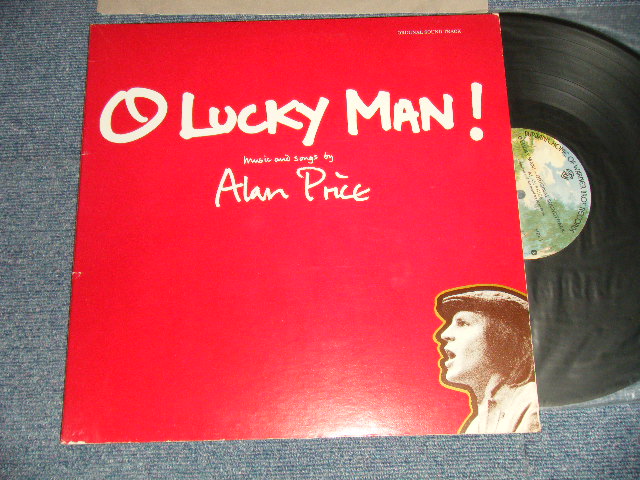 ORIGINAL SOUND TRACK
O LUCKY MAN!
music and songs by
Alan Price